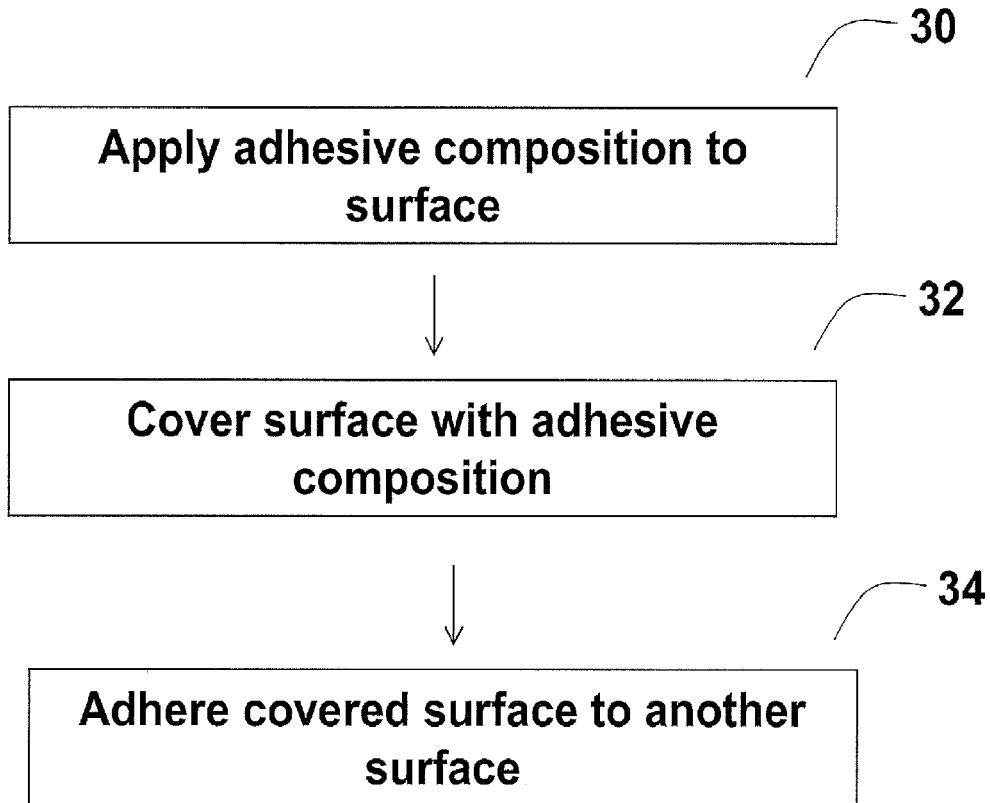 30
Apply adhesive composition to
surface
32
Cover surface with adhesive
composition
34
Adhere covered surface to another
surface